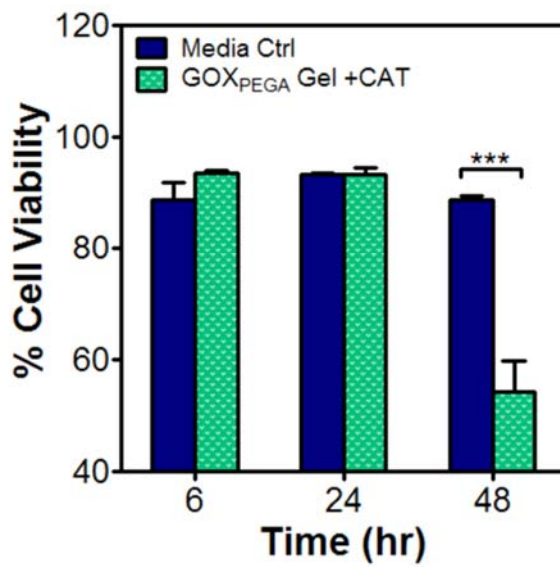 120
Media Ctrl
GOXPEGA Gel +CAT
100
***
80
60
40
% Cell Viability
6 24 48
Time (hr)